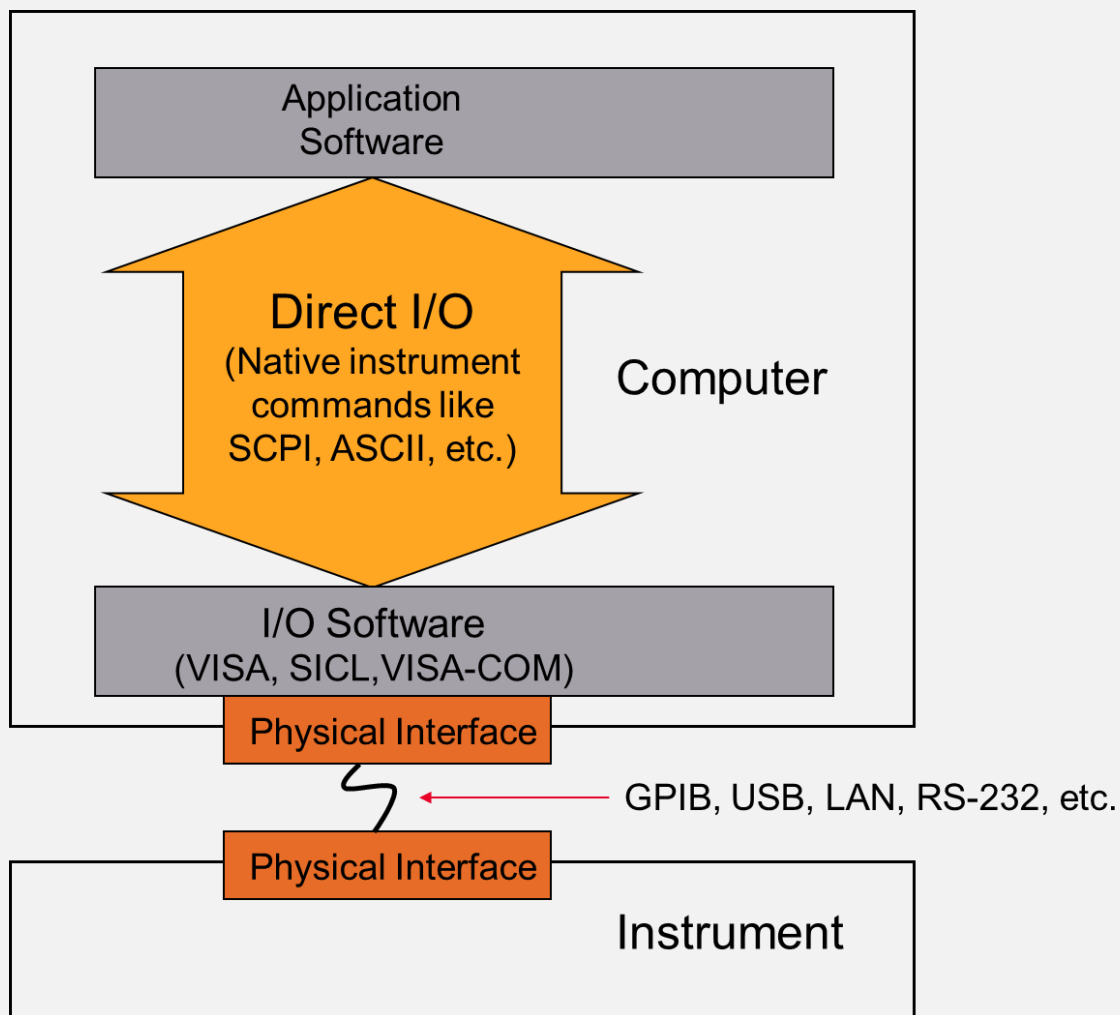 Application
Software
Direct I/O
(Native instrument
commands like
SCPI, ASCII, etc.)
Computer
I/O Software
(VISA, SICL,VISA-COM)
Physical Interface
GPIB, USB, LAN, RS-232, etc.
Physical Interface
Instrument